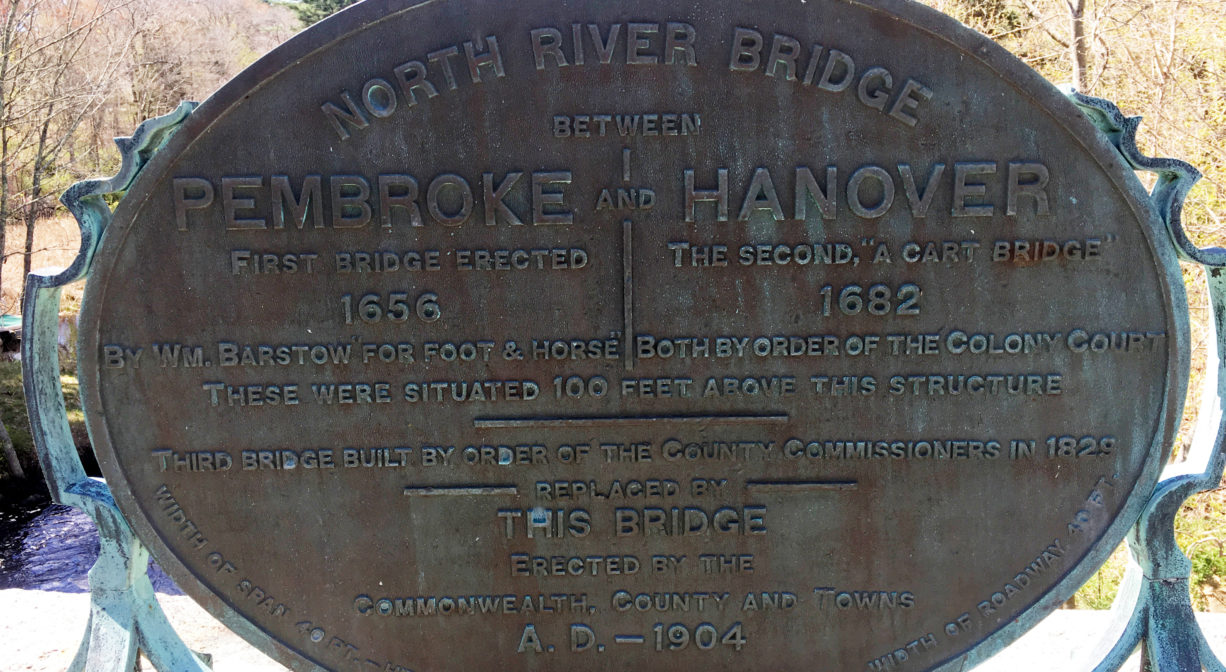 NORTH RIVER BRIDGE
BETWEEN
PEMBROKE AND HANOVER
FIRST BRIDGE ERECTED
1656
BY WM. BARSTOW "FOR FOOT & HORSE"
THE SECOND, "A CART BRIDGE"
1682
BOTH BY ORDER OF THE COLONY COURT
THESE WERE SITUATED 100 FEET ABOVE THIS STRUCTURE
THIRD BRIDGE BUILT BY ORDER OF THE COUNTY COMMISSIONERS IN 1829
REPLACED BY
THIS BRIDGE
ERECTED BY THE
COMMONWEALTH, COUNTY AND TOWNS
A. D. – 1904
WIDTH OF SPAN 40 FT. –
WIDTH OF ROADWAY 40 FT.